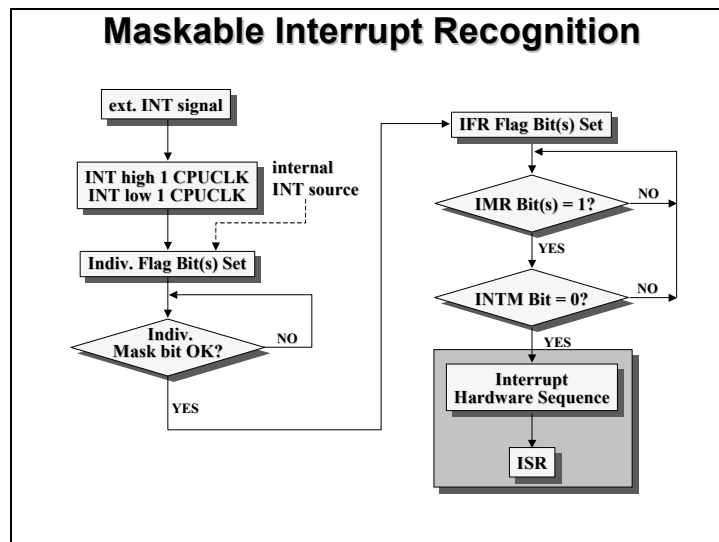 Maskable Interrupt Recognition
ext. INT signal
INT high 1 CPUCLK
INT low 1 CPUCLK
internal
INT source
Indiv. Flag Bit(s) Set
Indiv.
Mask bit OK?
NO
YES
IFR Flag Bit(s) Set
IMR Bit(s) = 1?
NO
YES
INTM Bit = 0?
NO
YES
Interrupt
Hardware Sequence
ISR